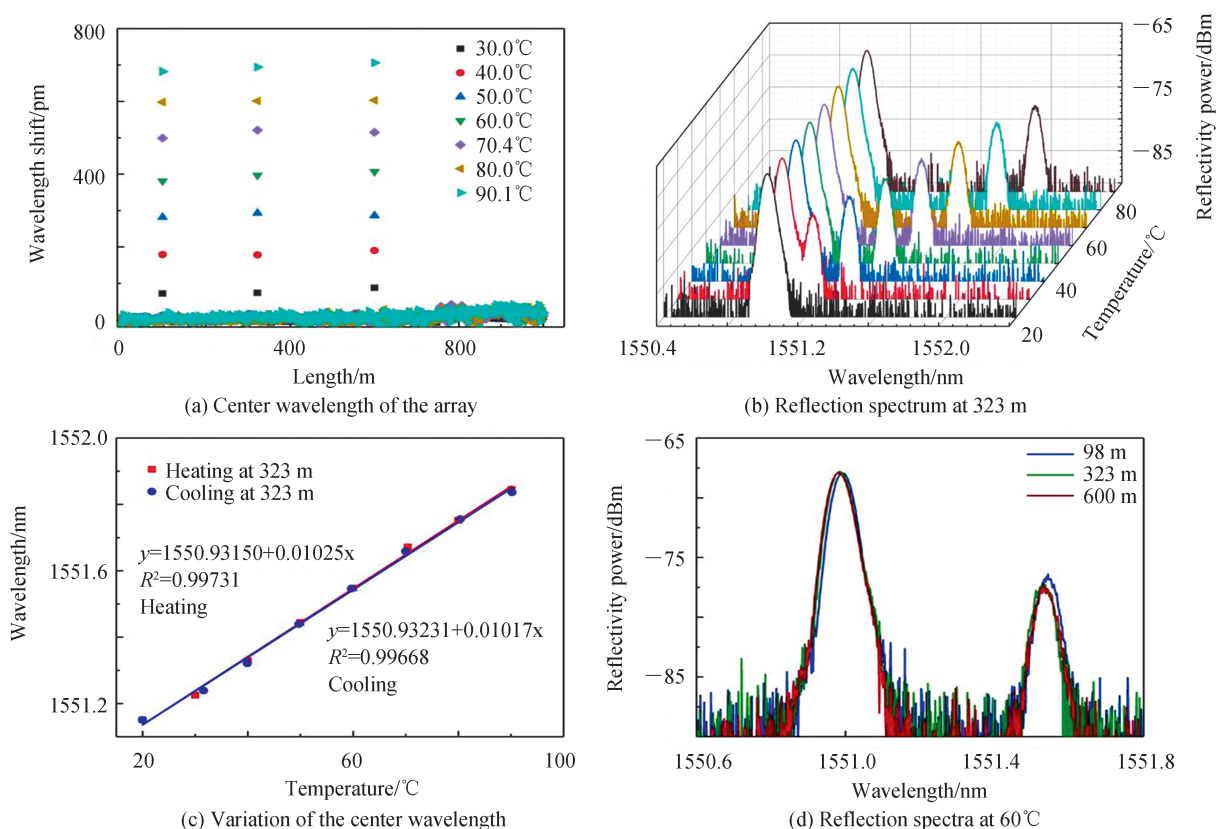 800
400
0
Wavelength shift/pm
30.0℃
40.0℃
50.0℃
60.0℃
70.4℃
80.0℃
90.1℃
0
400
800
Length/m
(a) Center wavelength of the array
−65
−75
−85
Reflectivity power/dBm
80
60
40
20
Temperature/℃
1550.4
1551.2
1552.0
Wavelength/nm
(b) Reflection spectrum at 323 m
1552.0
1551.6
1551.2
Wavelength/nm
Heating at 323 m
Cooling at 323 m
y=1550.93150+0.01025x
R²=0.99731
Heating
y=1550.93231+0.01017x
R²=0.99668
Cooling
20
60
100
Temperature/℃
(c) Variation of the center wavelength
−65
−75
−85
Reflectivity power/dBm
98 m
323 m
600 m
1550.6
1551.0
1551.4
1551.8
Wavelength/nm
(d) Reflection spectra at 60℃